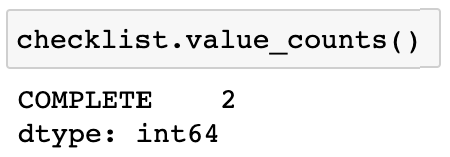 checklist.value_counts()
COMPLETE    2
dtype: int64